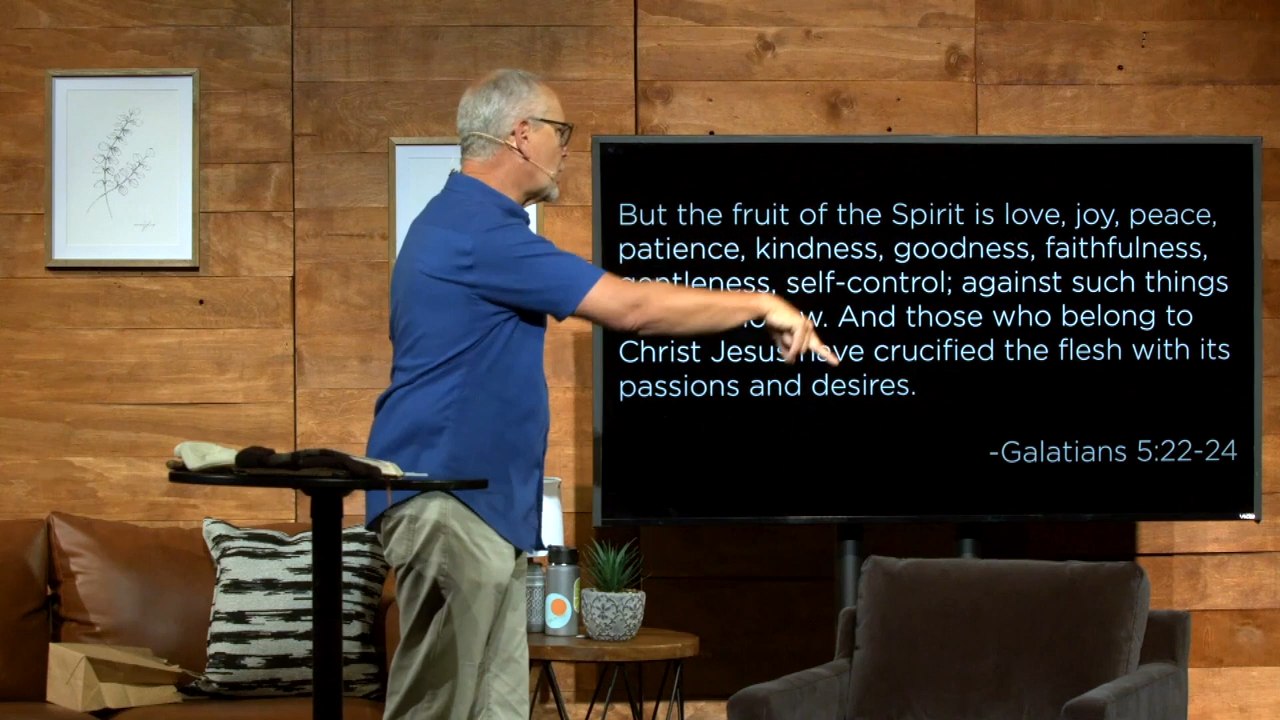 But the fruit of the Spirit is love, joy, peace,
patience, kindness, goodness, faithfulness,
gentleness, self-control; against such things
And those who belong to
Christ Jesus have crucified the flesh with its
passions and desires.
-Galatians 5:22-24